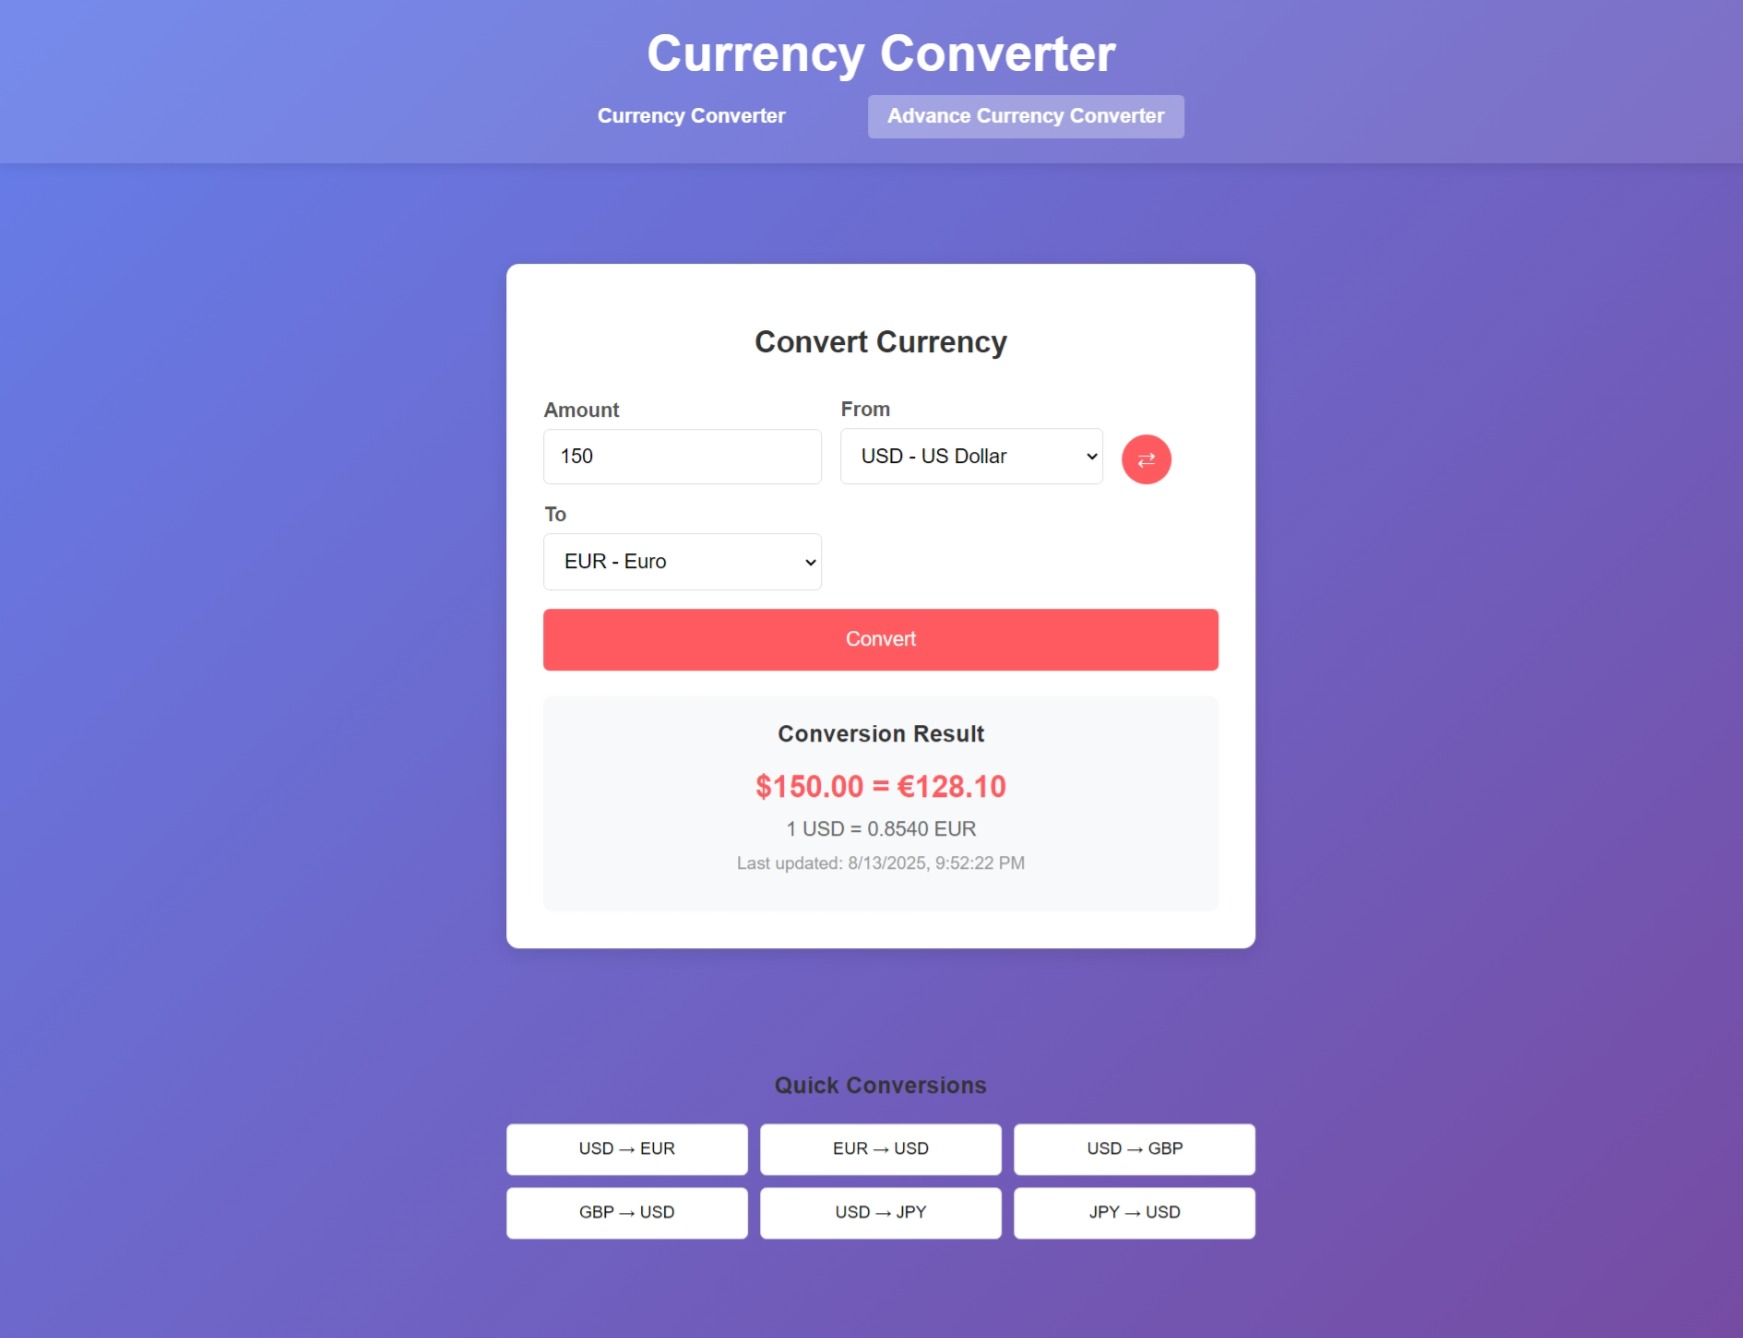 Currency Converter
Currency Converter
Advance Currency Converter
Convert Currency
Amount
From
150
USD - US Dollar
⇄
To
EUR - Euro
Convert
Conversion Result
$150.00 = €128.10
1 USD = 0.8540 EUR
Last updated: 8/13/2025, 9:52:22 PM
Quick Conversions
USD → EUR
EUR → USD
USD → GBP
GBP → USD
USD → JPY
JPY → USD